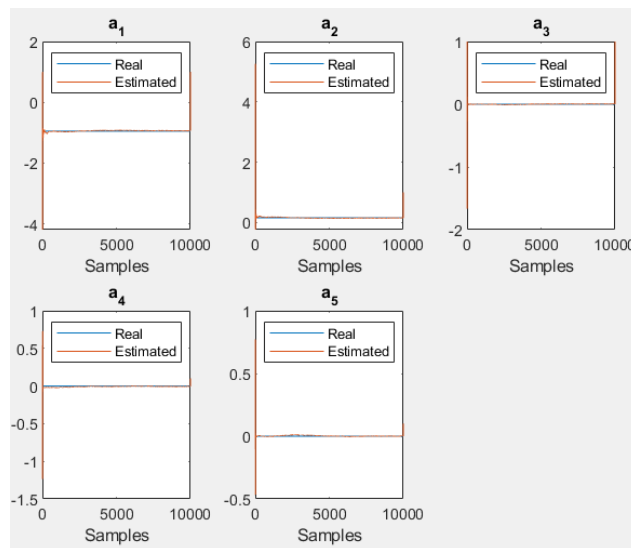 a1
2
0
-2
-4
Real
Estimated
0 5000 10000
Samples
a2
6
4
2
0
Real
Estimated
0 5000 10000
Samples
a3
1
0
-1
-2
Real
Estimated
0 5000 10000
Samples
a4
1
0.5
0
-0.5
-1
-1.5
Real
Estimated
0 5000 10000
Samples
a5
1
0.5
0
-0.5
Real
Estimated
0 5000 10000
Samples